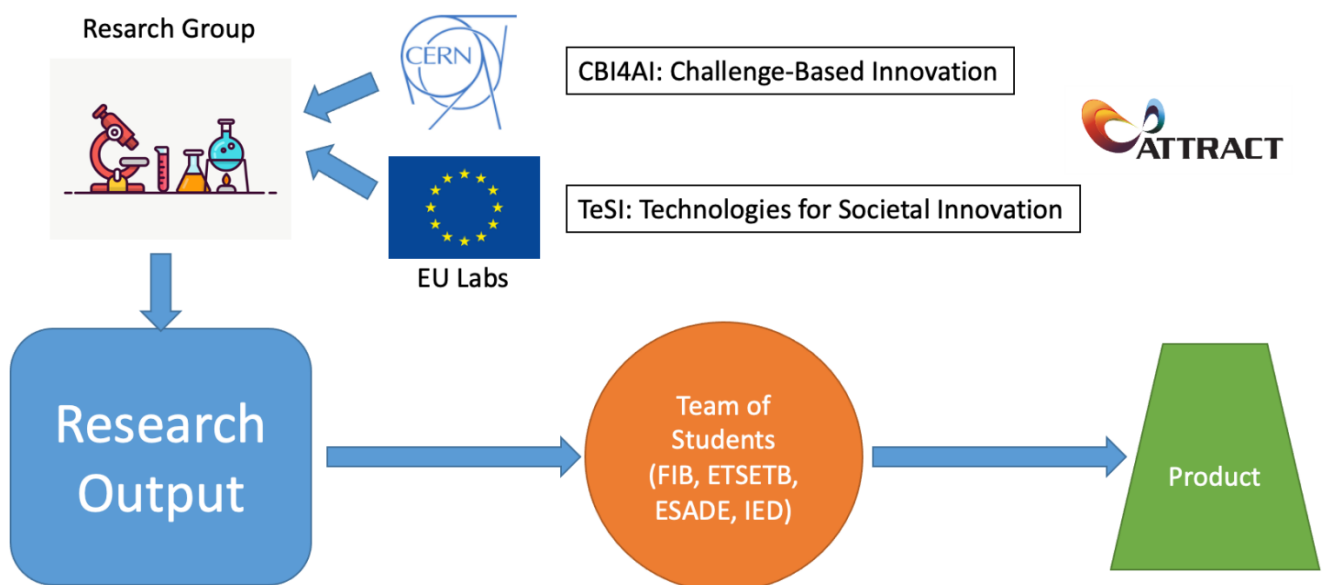 Resarch Group
CERN
CBI4AI: Challenge-Based Innovation
ATTRACT
TeSI: Technologies for Societal Innovation
EU Labs
Research
Output
Team of
Students
(FIB, ETSETB,
ESADE, IED)
Product